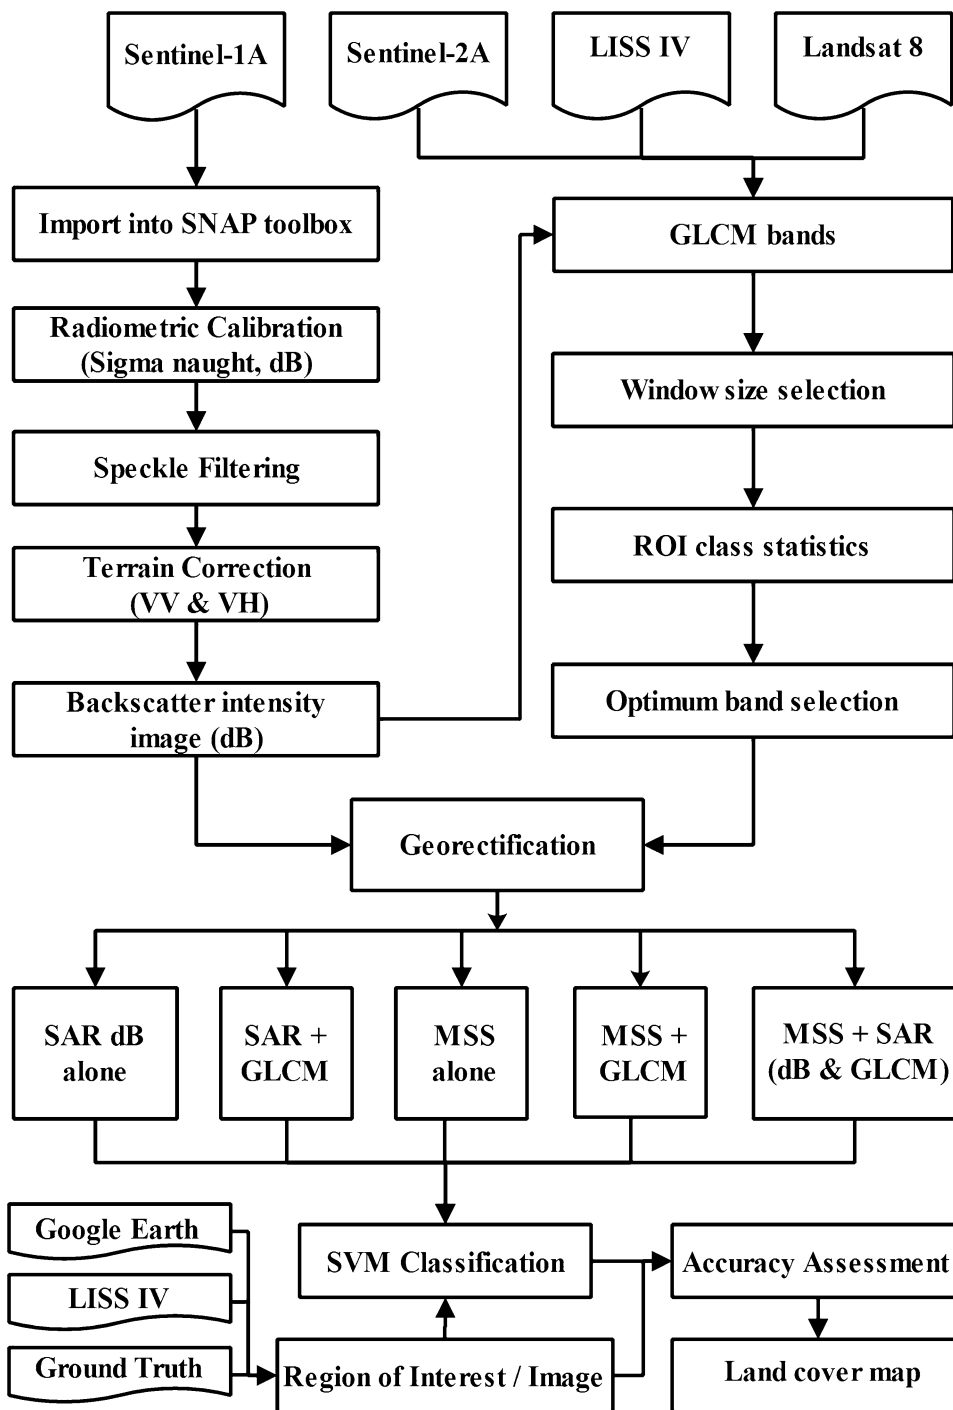 Sentinel-1A
Sentinel-2A
LISS IV
Landsat 8
Import into SNAP toolbox
GLCM bands
Radiometric Calibration
(Sigma naught, dB)
Window size selection
Speckle Filtering
ROI class statistics
Terrain Correction
(VV & VH)
Backscatter intensity
image (dB)
Optimum band selection
Georectification
SAR dB
alone
SAR +
GLCM
MSS
alone
MSS +
GLCM
MSS + SAR
(dB & GLCM)
Google Earth
LISS IV
Ground Truth
SVM Classification
Accuracy Assessment
Region of Interest / Image
Land cover map